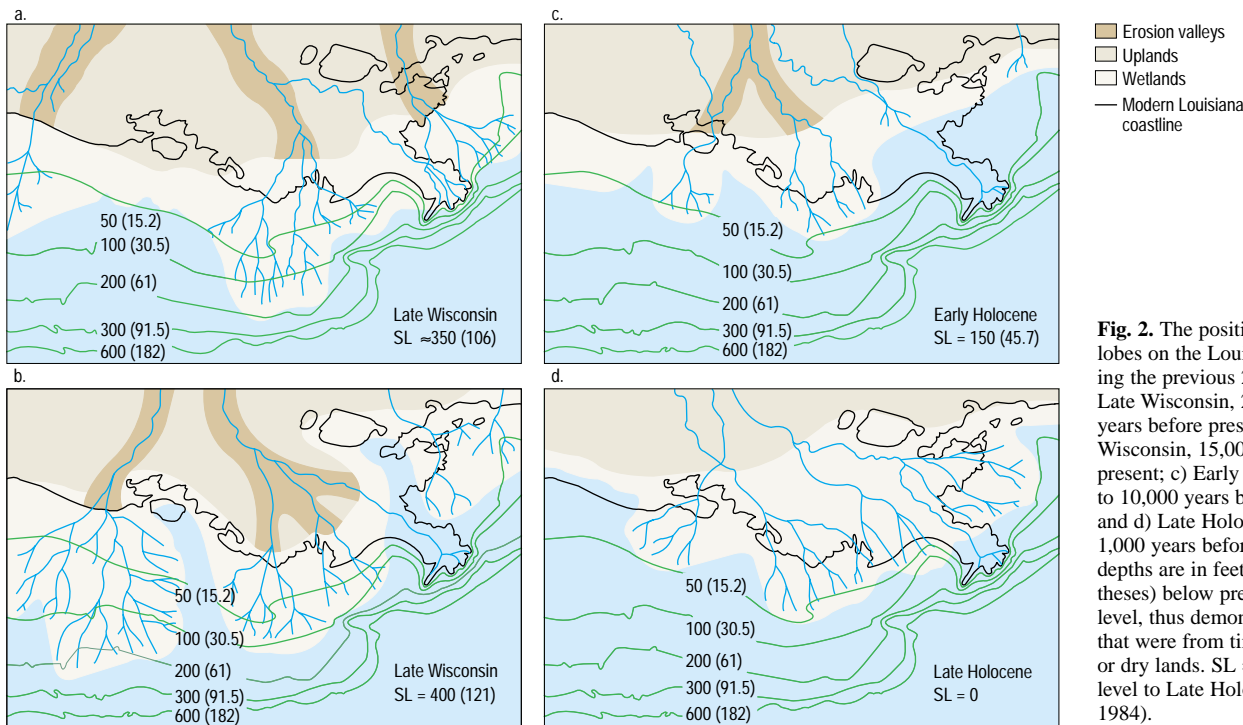 a.
50 (15.2)
100 (30.5)
200 (61)
300 (91.5)
600 (182)
Late Wisconsin
SL ≈350 (106)
c.
50 (15.2)
100 (30.5)
200 (61)
300 (91.5)
600 (182)
Early Holocene
SL = 150 (45.7)
Erosion valleys
Uplands
Wetlands
Modern Louisiana
coastline
b.
50 (15.2)
100 (30.5)
200 (61)
300 (91.5)
600 (182)
Late Wisconsin
SL = 400 (121)
d.
50 (15.2)
100 (30.5)
200 (61)
300 (91.5)
600 (182)
Late Holocene
SL = 0
Fig. 2. The positi
lobes on the Loui
ing the previous 2
Late Wisconsin, 2
years before pres
Wisconsin, 15,00
present; c) Early
to 10,000 years b
and d) Late Holo
1,000 years befor
depths are in feet
theses) below pre
level, thus demon
that were from ti
or dry lands. SL
level to Late Holo
1984).